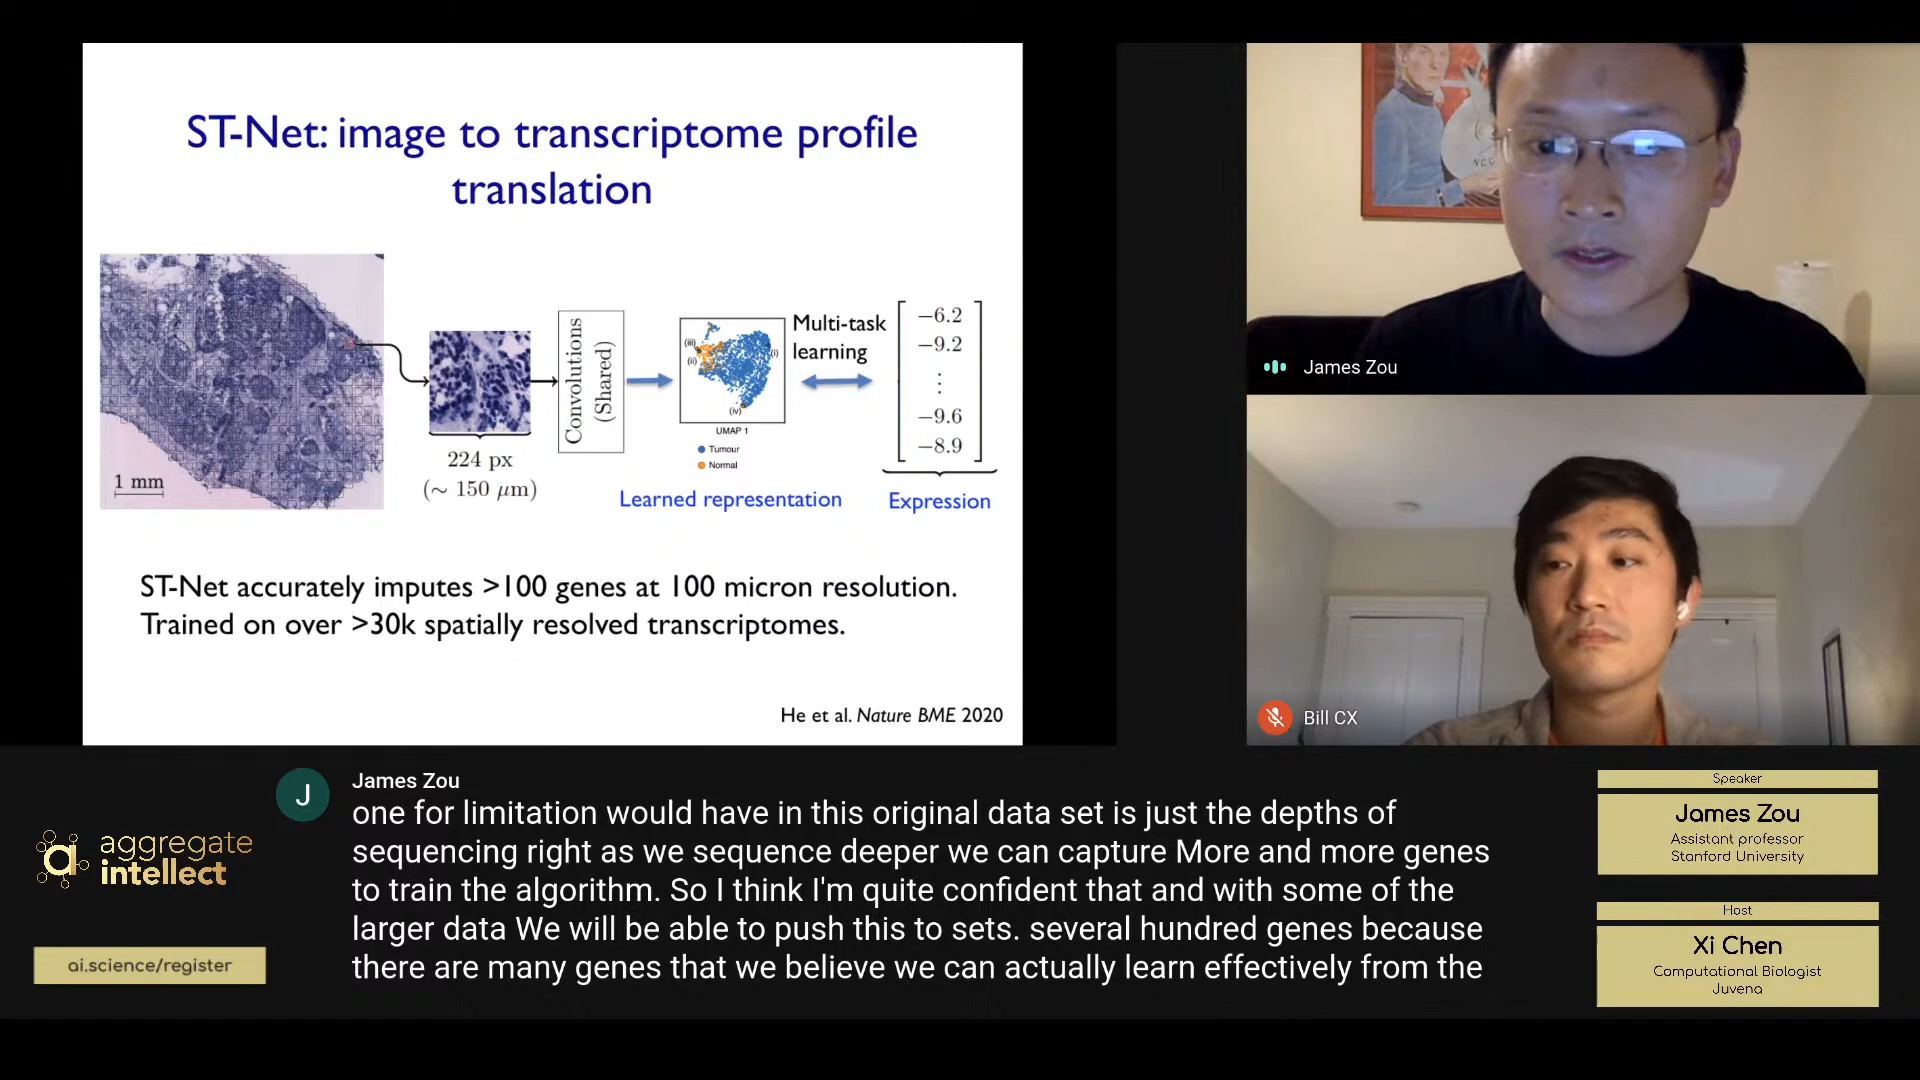 ST-Net: image to transcriptome profile
translation
1 mm
224 px
(~ 150 μm)
Convolutions
(Shared)
(iii)
(ii)
(i)
(iv)
UMAP 1
Tumour
Normal
Learned representation
Multi-task
learning
−6.2
−9.2
⋮
−9.6
−8.9
Expression
ST-Net accurately imputes >100 genes at 100 micron resolution.
Trained on over >30k spatially resolved transcriptomes.
He et al. Nature BME 2020
NCC
James Zou
Bill CX
aggregate
intellect
ai.science/register
J
James Zou
one for limitation would have in this original data set is just the depths of
sequencing right as we sequence deeper we can capture More and more genes
to train the algorithm. So I think I'm quite confident that and with some of the
larger data We will be able to push this to sets. several hundred genes because
there are many genes that we believe we can actually learn effectively from the
Speaker
James Zou
Assistant professor
Stanford University
Host
Xi Chen
Computational Biologist
Juvena